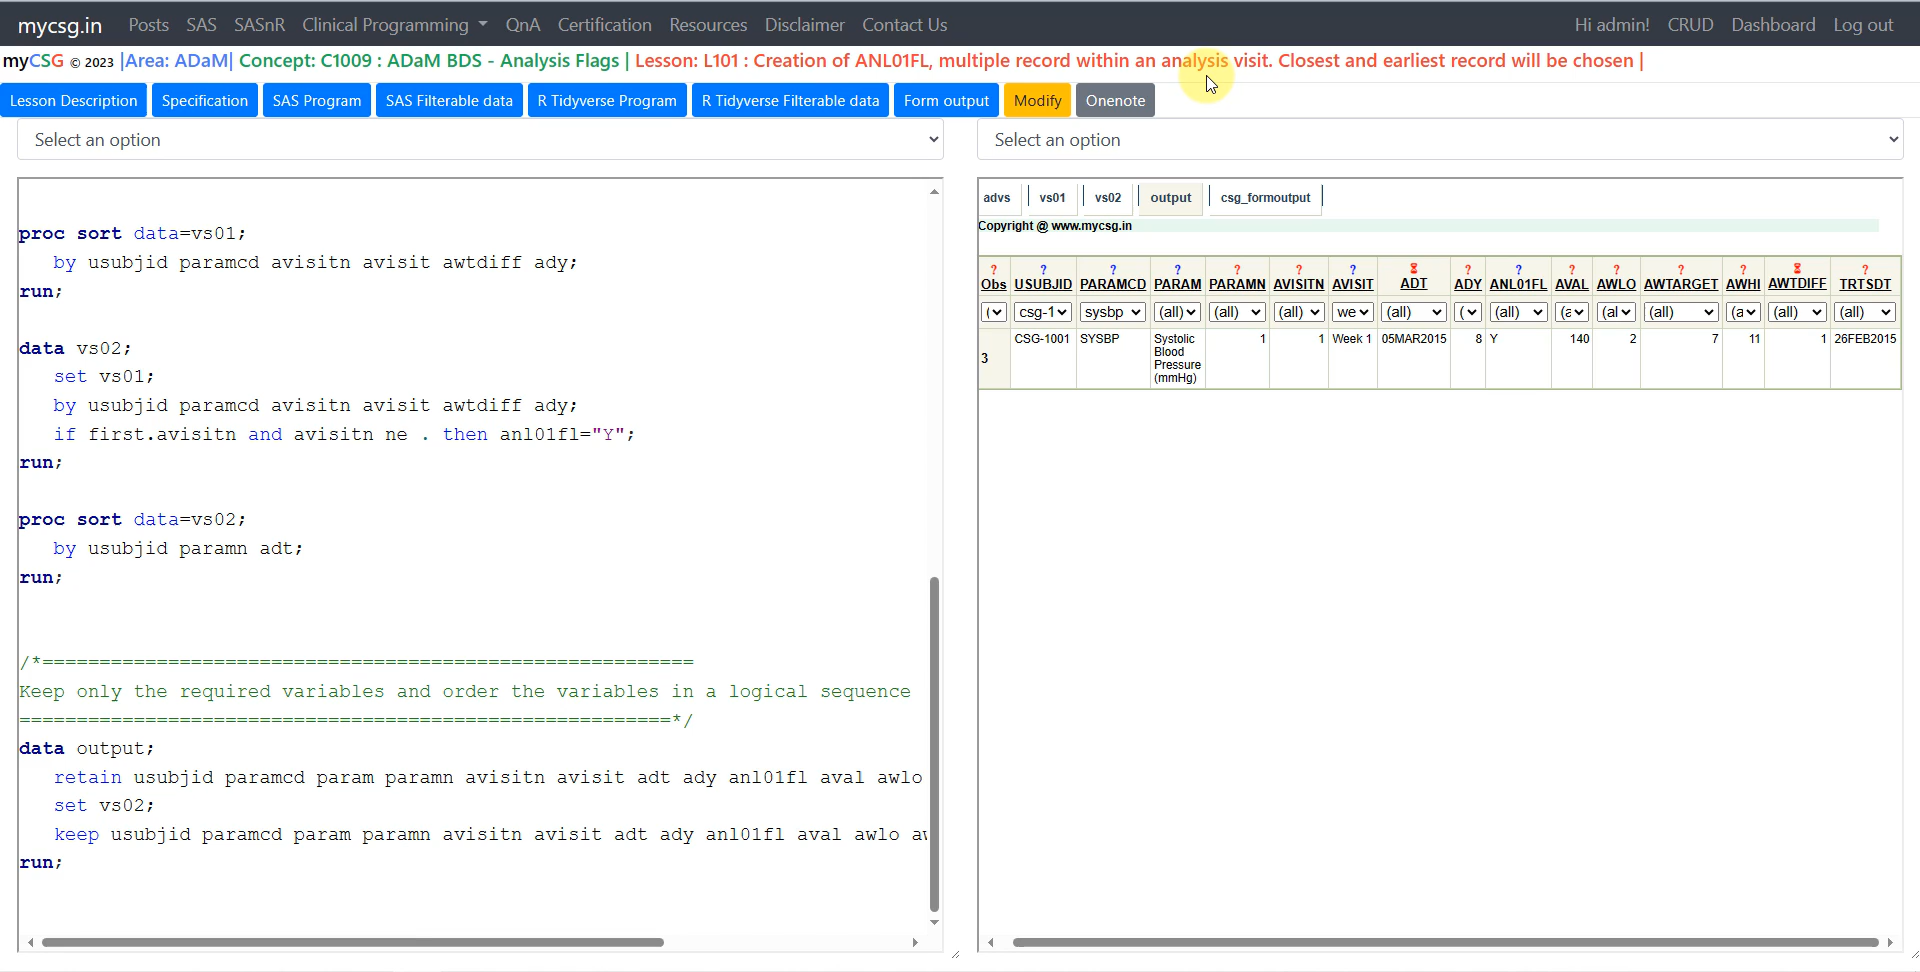 mycsg.in Posts SAS SASnR Clinical Programming QnA Certification Resources Disclaimer Contact Us Hi admin! CRUD Dashboard Log out
myCSG © 2023 |Area: ADaM| Concept: C1009 : ADaM BDS - Analysis Flags | Lesson: L101 : Creation of ANL01FL, multiple record within an analysis visit. Closest and earliest record will be chosen |
Lesson Description Specification SAS Program SAS Filterable data R Tidyverse Program R Tidyverse Filterable data Form output Modify Onenote
Select an option
proc sort data=vs01;
by usubjid paramcd avisitn avisit awtdiff ady;
run;
data vs02;
set vs01;
by usubjid paramcd avisitn avisit awtdiff ady;
if first.avisitn and avisitn ne . then anl01fl="Y";
run;
proc sort data=vs02;
by usubjid paramn adt;
run;
/*=========================================================
Keep only the required variables and order the variables in a logical sequence
=========================================================*/
data output;
retain usubjid paramcd param paramn avisitn avisit adt ady anl01fl aval awlo
set vs02;
keep usubjid paramcd param paramn avisitn avisit adt ady anl01fl aval awlo
run;
Select an option
advs vs01 vs02 output csg_formoutput
Copyright @ www.mycsg.in
? ? ? ? ? ? ? ? ? ? ? ? ? ?
Obs USUBJID PARAMCD PARAM PARAMN AVISITN AVISIT ADT ADY ANL01FL AVAL AWLO AWTARGET AWHI AWTDIFF TRTSDT
( csg-1 sysbp (all) (all) (all) we (all) ( (all) (a (al (all) (a (all) (all)
3 CSG-1001 SYSBP Systolic Blood Pressure (mmHg) 1 1 Week 1 05MAR2015 8 Y 140 2 7 11 1 26FEB2015